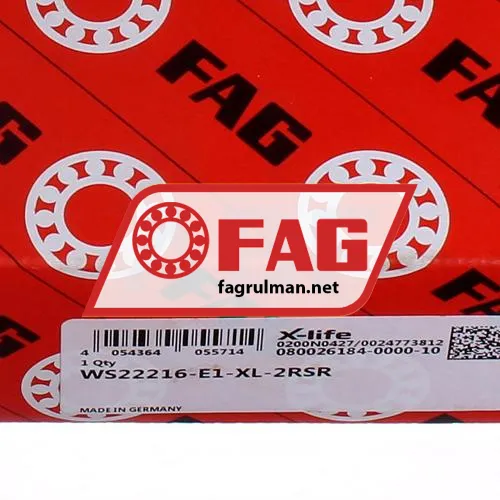 FAG
FAG
FAG
fagrulman.net
X-life
0200N0427/0024773812
080026184-0000-10
4 054364 055714
1 Qty
WS22216-E1-XL-2RSR
MADE IN GERMANY